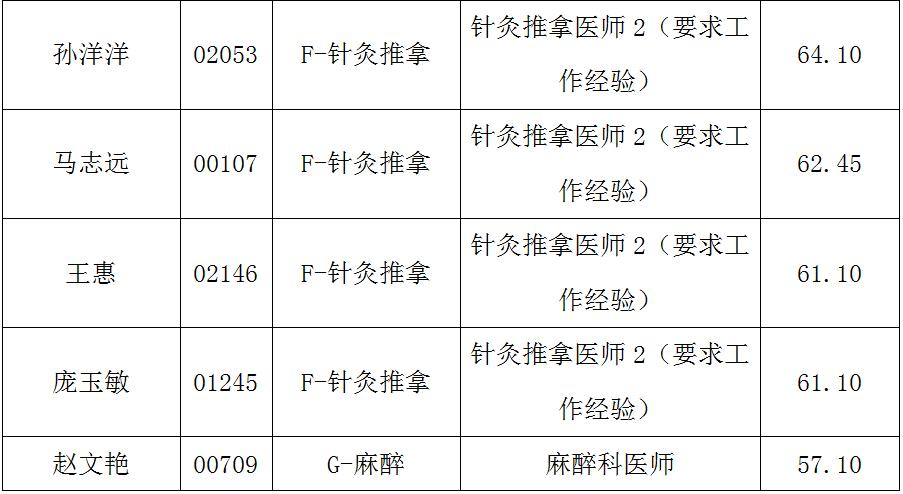 孙洋洋 02053 F-针灸推拿 针灸推拿医师2（要求工
作经验） 64.10
马志远 00107 F-针灸推拿 针灸推拿医师2（要求工
作经验） 62.45
王惠 02146 F-针灸推拿 针灸推拿医师2（要求工
作经验） 61.10
庞玉敏 01245 F-针灸推拿 针灸推拿医师2（要求工
作经验） 61.10
赵文艳 00709 G-麻醉 麻醉科医师 57.10